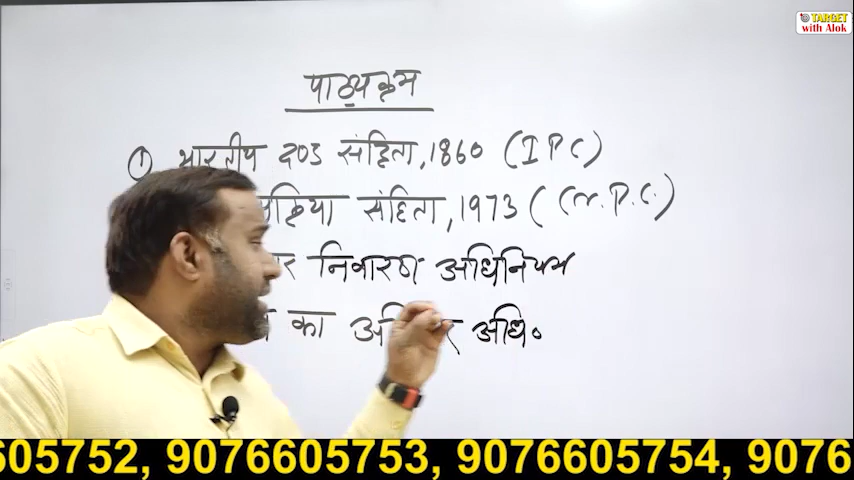 TARGET
with Alok
पाठ्यक्रम
① भारतीय दण्ड संहिता, 1860 (I P C)
प्रक्रिया संहिता, 1973 ( Cr. P. C. )
निवारण अधिनियम
का अधि०
605752, 9076605753, 9076605754, 9076